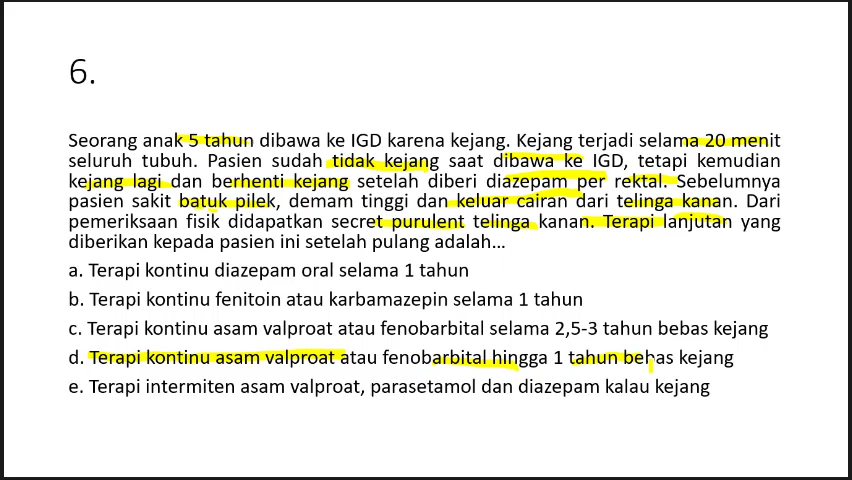 6.
Seorang anak 5 tahun dibawa ke IGD karena kejang. Kejang terjadi selama 20 menit
seluruh tubuh. Pasien sudah tidak kejang saat dibawa ke IGD, tetapi kemudian
kejang lagi dan berhenti kejang setelah diberi diazepam per rektal. Sebelumnya
pasien sakit batuk pilek, demam tinggi dan keluar cairan dari telinga kanan. Dari
pemeriksaan fisik didapatkan secret purulent telinga kanan. Terapi lanjutan yang
diberikan kepada pasien ini setelah pulang adalah...
a. Terapi kontinu diazepam oral selama 1 tahun
b. Terapi kontinu fenitoin atau karbamazepin selama 1 tahun
c. Terapi kontinu asam valproat atau fenobarbital selama 2,5-3 tahun bebas kejang
d. Terapi kontinu asam valproat atau fenobarbital hingga 1 tahun bebas kejang
e. Terapi intermiten asam valproat, parasetamol dan diazepam kalau kejang